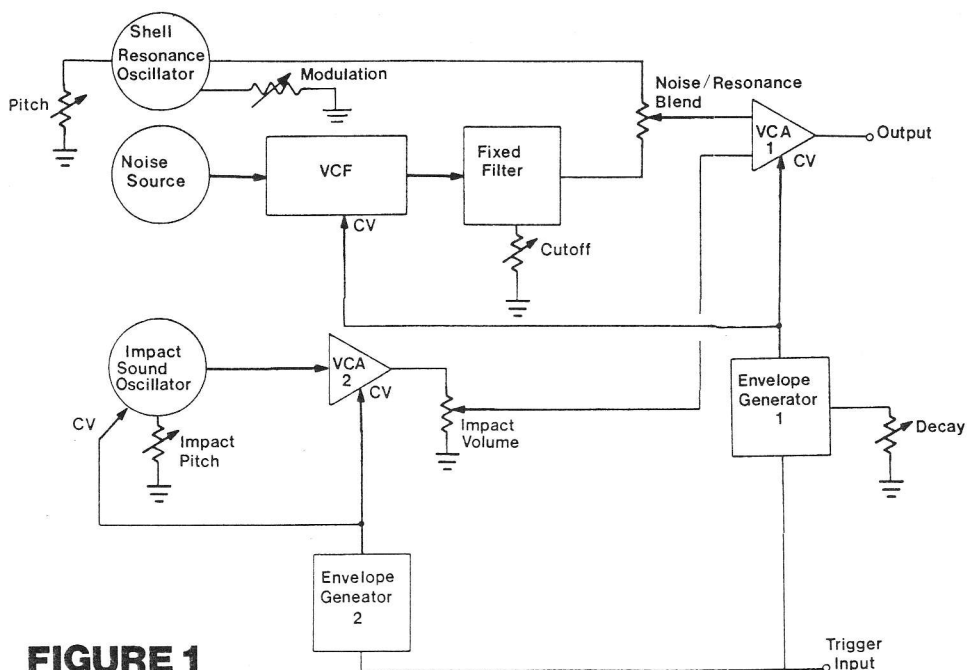 Shell
Resonance
Oscillator
Modulation
Pitch
Noise/Resonance
Blend
VCA
1
CV
Output
Noise
Source
VCF
CV
Fixed
Filter
Cutoff
Impact
Sound
Oscillator
CV
Impact
Pitch
VCA
2
CV
Impact
Volume
Envelope
Generator
1
Decay
Envelope
Geneator
2
Trigger
Input
FIGURE 1